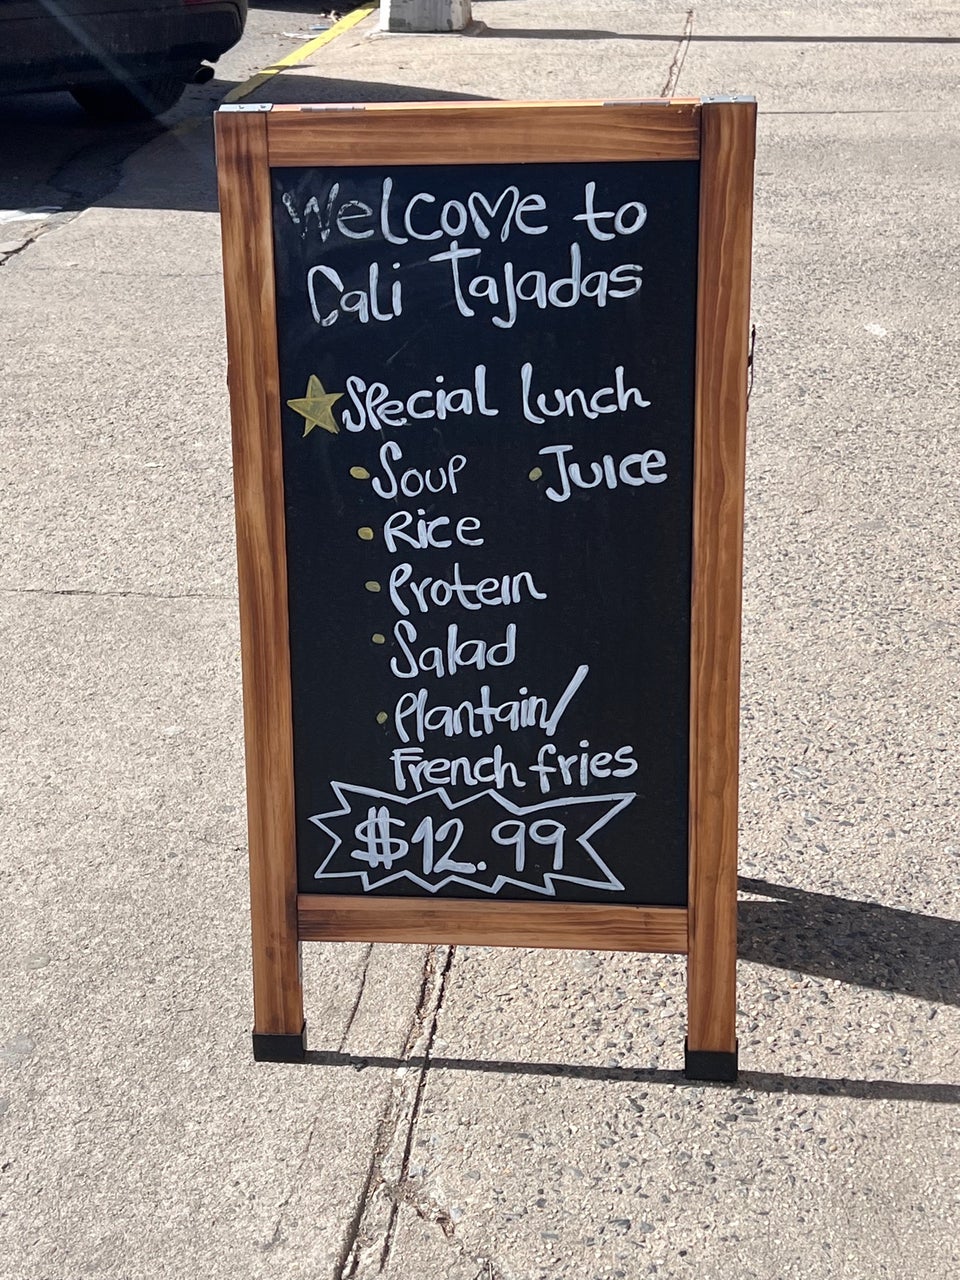 Welcome to
Cali Tajadas
Special lunch
• Soup • Juice
• Rice
• Protein
• Salad
• Plantain/
French fries
$12.99